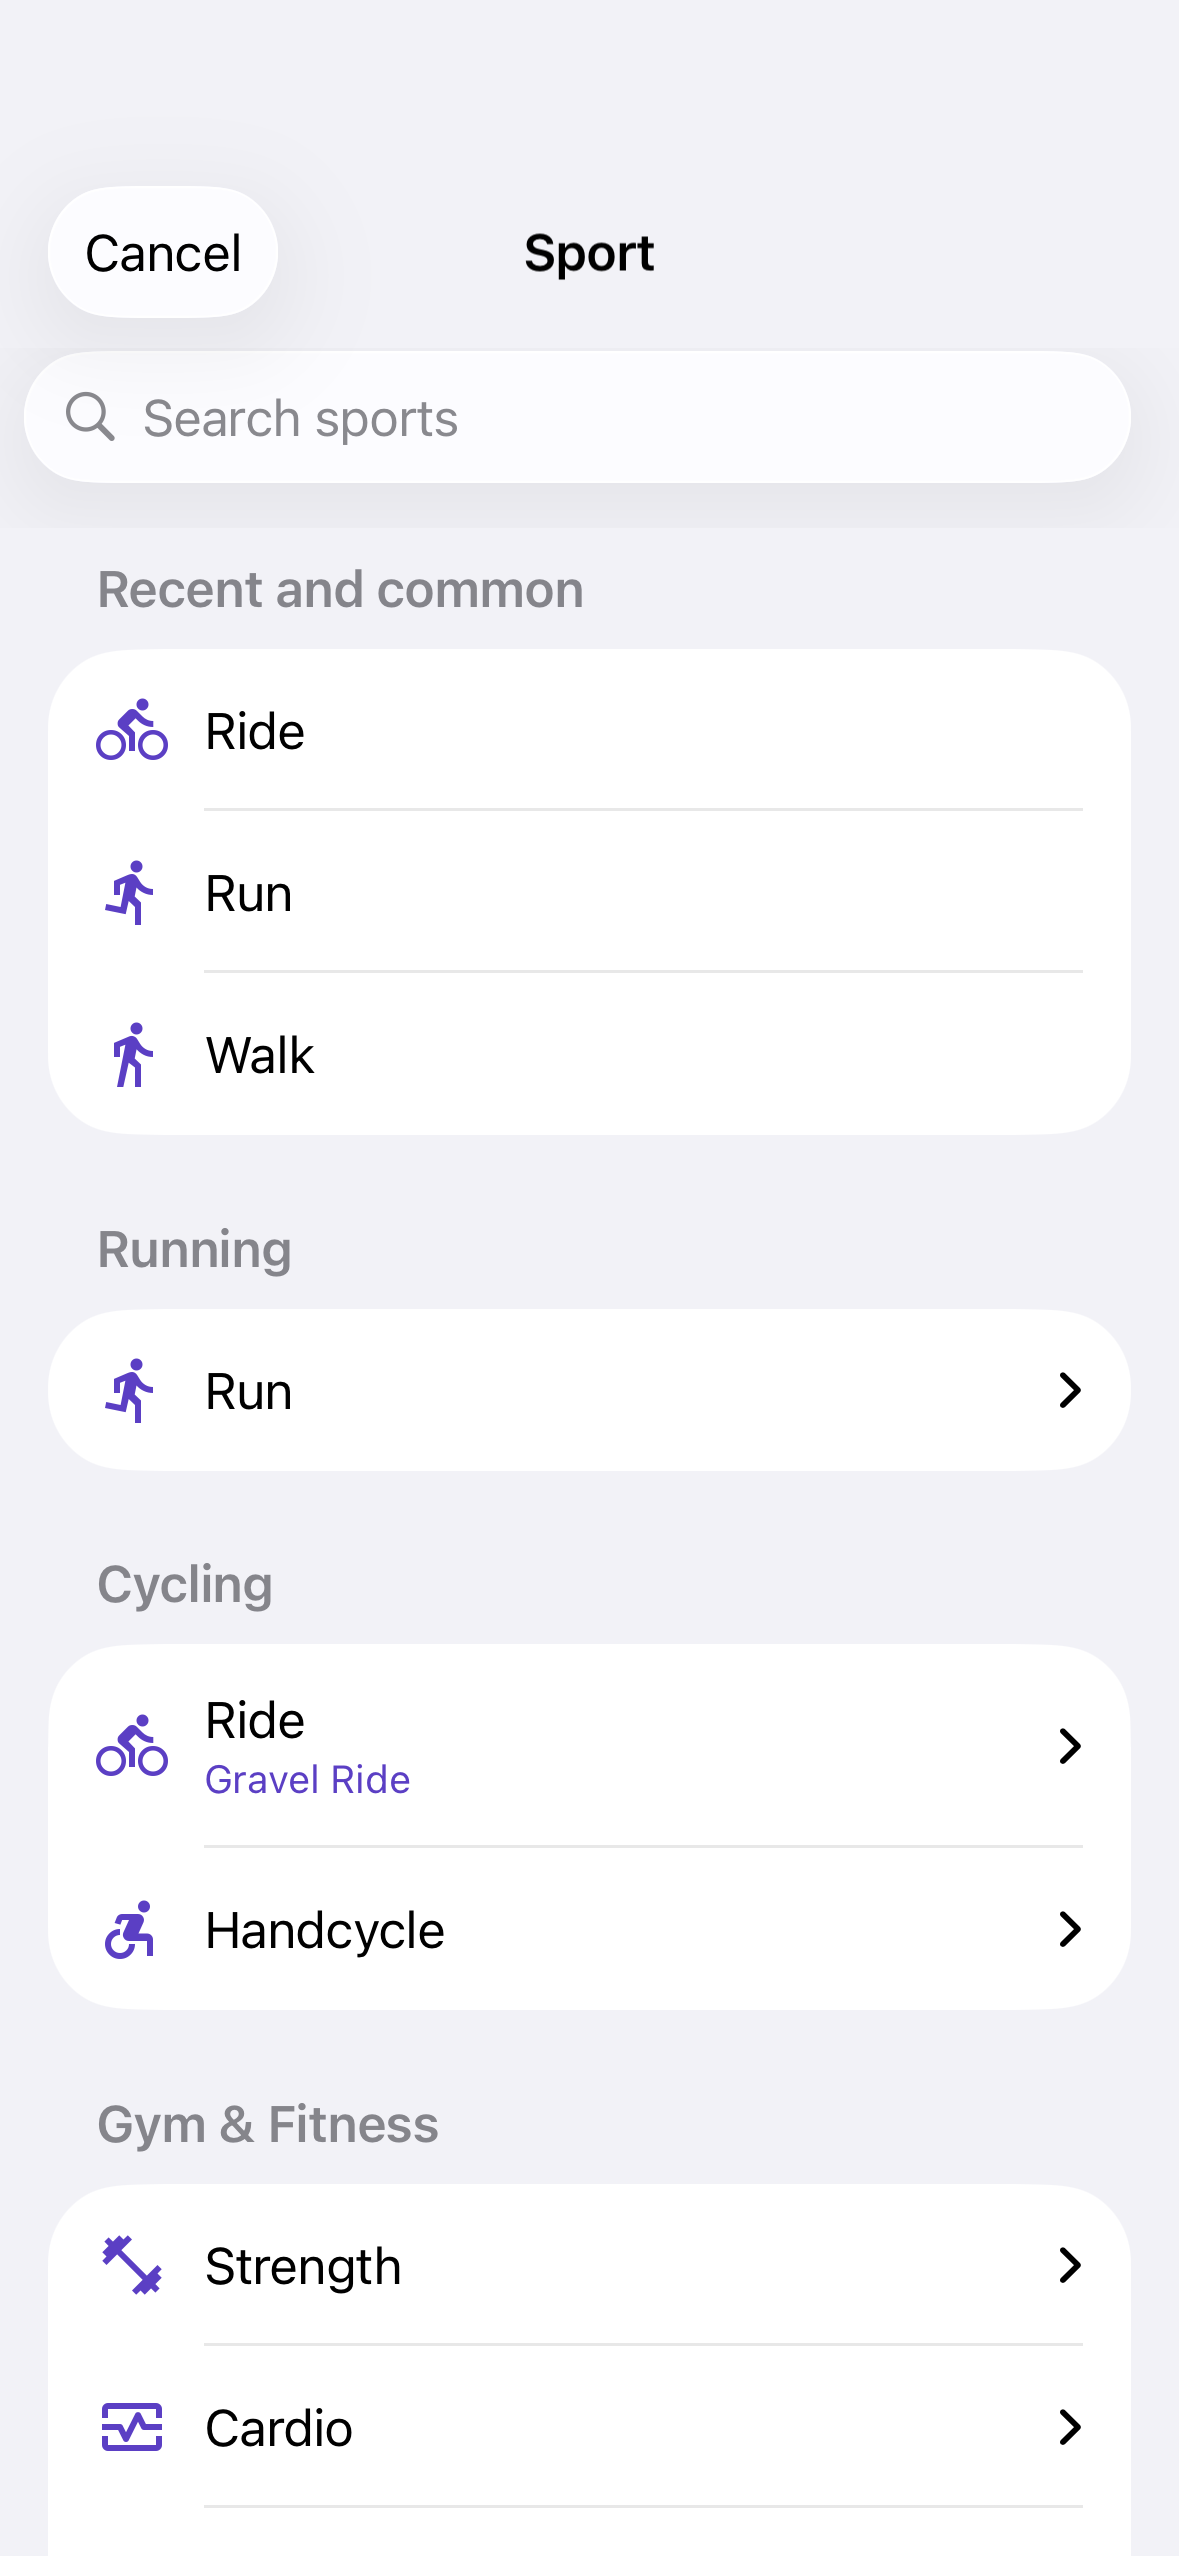 Cancel
Sport
Search sports
Recent and common
Ride
Run
Walk
Running
Run
Cycling
Ride
Gravel Ride
Handcycle
Gym & Fitness
Strength
Cardio